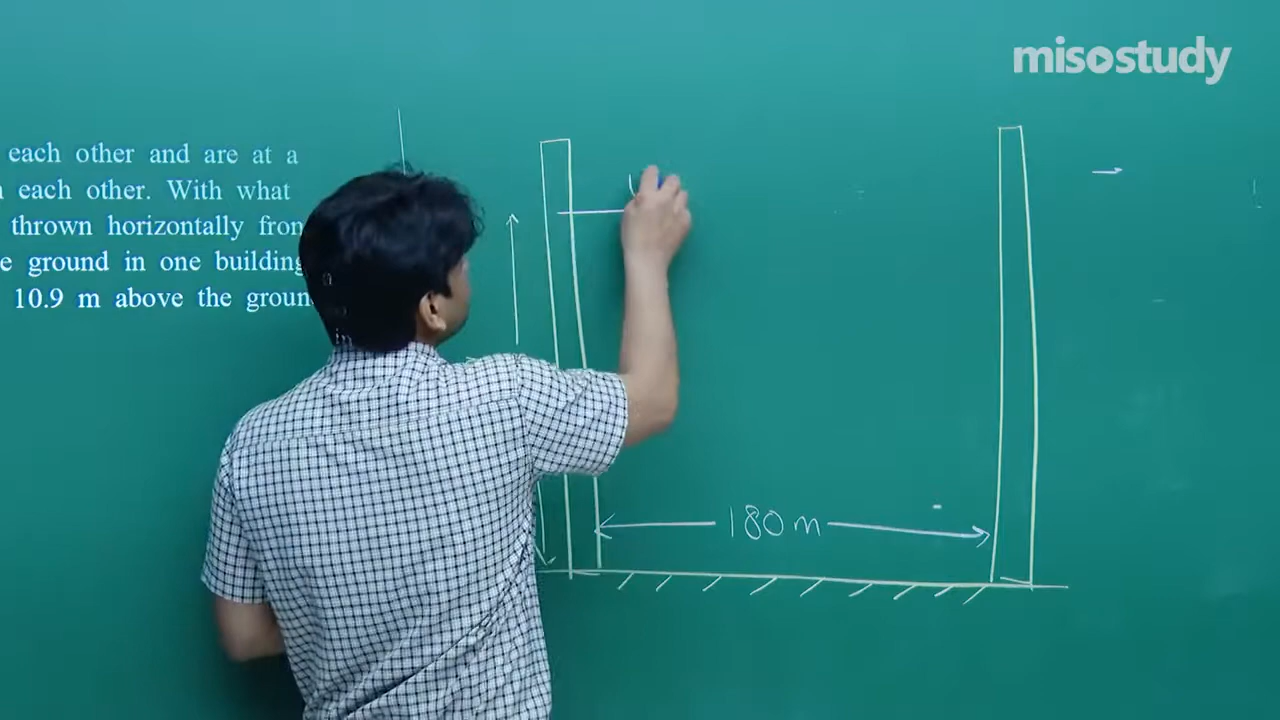 misostudy
each other and are at a
each other. With what
thrown horizontally from
ground in one building
10.9 m above the groun
180 m